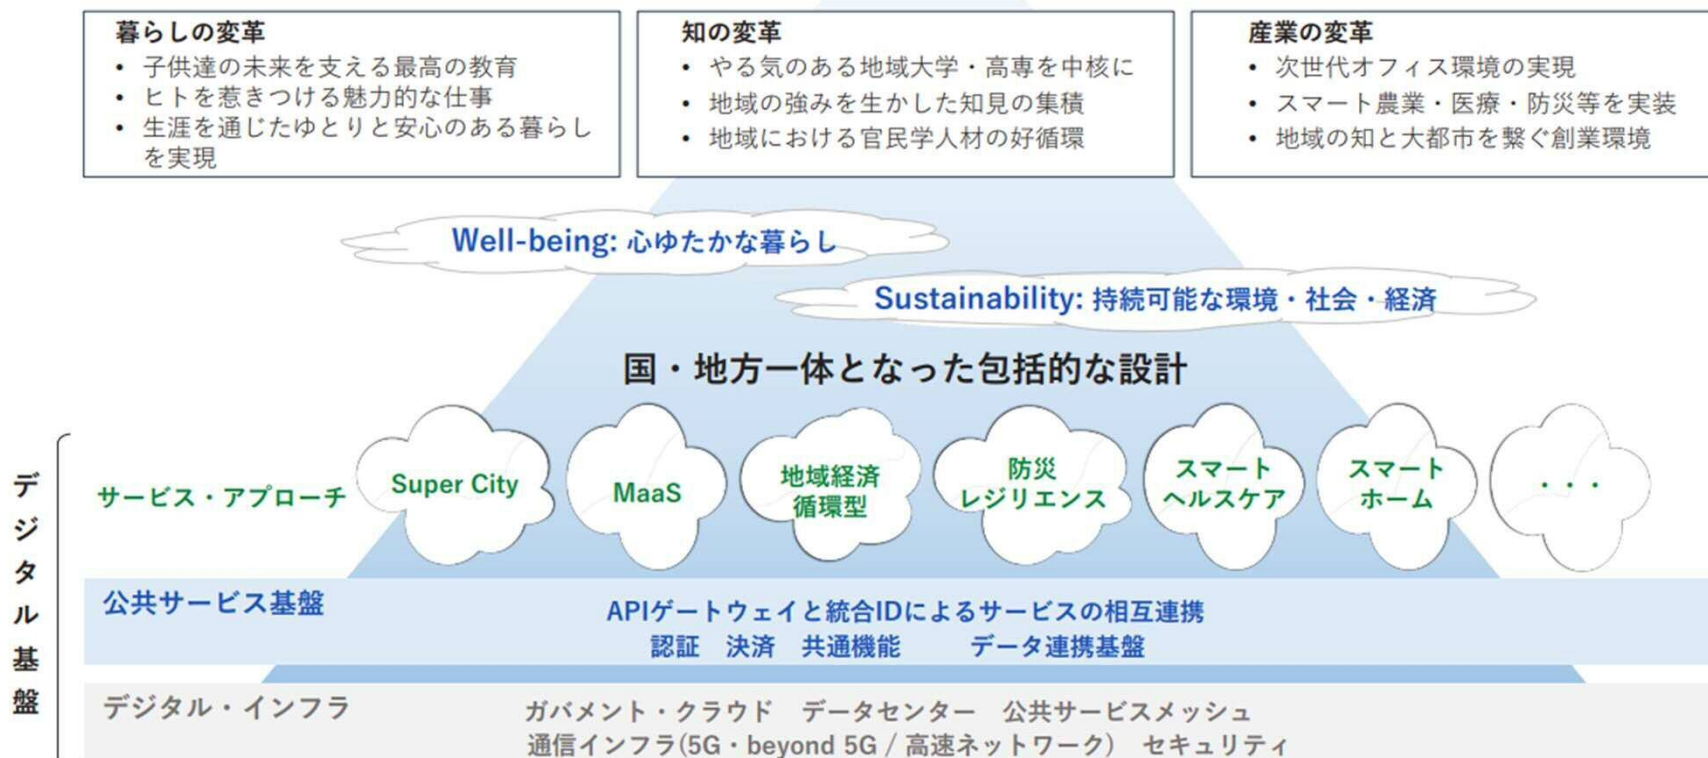 暮らしの変革
• 子供達の未来を支える最高の教育
• ヒトを惹きつける魅力的な仕事
• 生涯を通じたゆとりと安心のある暮らし
を実現
知の変革
• やる気のある地域大学・高専を中核に
• 地域の強みを生かした知見の集積
• 地域における官民学人材の好循環
産業の変革
• 次世代オフィス環境の実現
• スマート農業・医療・防災等を実装
• 地域の知と大都市を繋ぐ創業環境
Well-being: 心ゆたかな暮らし
Sustainability: 持続可能な環境・社会・経済
国・地方一体となった包括的な設計
デジタル基盤
サービス・アプローチ
Super City
MaaS
地域経済
循環型
防災
レジリエンス
スマート
ヘルスケア
スマート
ホーム
・・・
公共サービス基盤
APIゲートウェイと統合IDによるサービスの相互連携
認証 決済 共通機能 データ連携基盤
デジタル・インフラ
ガバメント・クラウド データセンター 公共サービスメッシュ
通信インフラ(5G・beyond 5G / 高速ネットワーク) セキュリティ